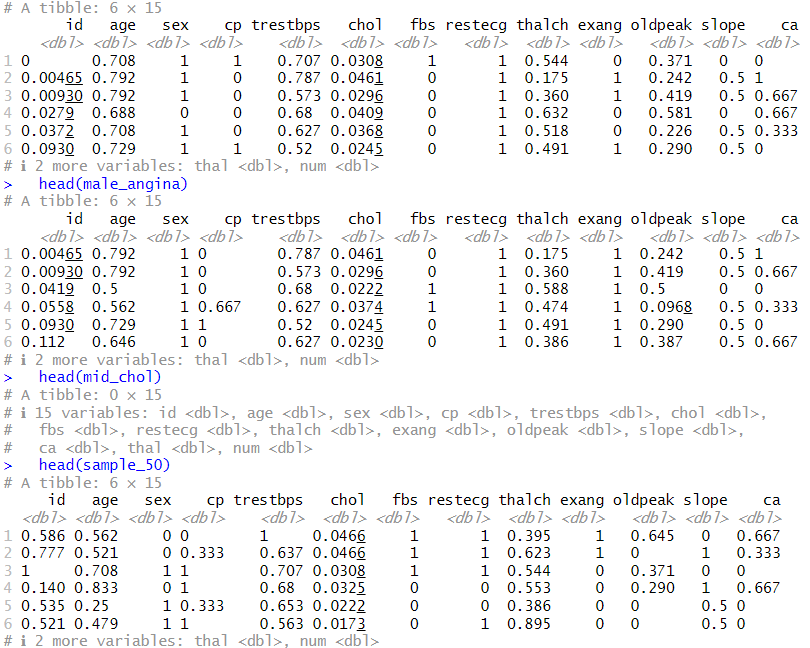 # A tibble: 6 × 15
id age sex cp trestbps chol fbs restecg thalch exang oldpeak slope ca
<dbl> <dbl> <dbl> <dbl> <dbl> <dbl> <dbl> <dbl> <dbl> <dbl> <dbl> <dbl> <dbl>
1 0 0.708 1 1 0.707 0.0308 1 1 0.544 0 0.371 0 0
2 0.00465 0.792 1 0 0.787 0.0461 0 1 0.175 1 0.242 0.5 1
3 0.00930 0.792 1 0 0.573 0.0296 0 1 0.360 1 0.419 0.5 0.667
4 0.0279 0.688 0 0 0.68 0.0409 0 1 0.632 0 0.581 0 0.667
5 0.0372 0.708 1 0 0.627 0.0368 0 1 0.518 0 0.226 0.5 0.333
6 0.0930 0.729 1 1 0.52 0.0245 0 1 0.491 1 0.290 0.5 0
# ℹ 2 more variables: thal <dbl>, num <dbl>
> head(male_angina)
# A tibble: 6 × 15
id age sex cp trestbps chol fbs restecg thalch exang oldpeak slope ca
<dbl> <dbl> <dbl> <dbl> <dbl> <dbl> <dbl> <dbl> <dbl> <dbl> <dbl> <dbl> <dbl>
1 0.00465 0.792 1 0 0.787 0.0461 0 1 0.175 1 0.242 0.5 1
2 0.00930 0.792 1 0 0.573 0.0296 0 1 0.360 1 0.419 0.5 0.667
3 0.0419 0.5 1 0 0.68 0.0222 1 1 0.588 1 0.5 0 0
4 0.0558 0.562 1 0.667 0.627 0.0374 1 1 0.474 1 0.0968 0.5 0.333
5 0.0930 0.729 1 1 0.52 0.0245 0 1 0.491 1 0.290 0.5 0
6 0.112 0.646 1 0 0.627 0.0230 0 1 0.386 1 0.387 0.5 0.667
# ℹ 2 more variables: thal <dbl>, num <dbl>
> head(mid_chol)
# A tibble: 0 × 15
# ℹ 15 variables: id <dbl>, age <dbl>, sex <dbl>, cp <dbl>, trestbps <dbl>, chol <dbl>,
# fbs <dbl>, restecg <dbl>, thalch <dbl>, exang <dbl>, oldpeak <dbl>, slope <dbl>,
# ca <dbl>, thal <dbl>, num <dbl>
> head(sample_50)
# A tibble: 6 × 15
id age sex cp trestbps chol fbs restecg thalch exang oldpeak slope ca
<dbl> <dbl> <dbl> <dbl> <dbl> <dbl> <dbl> <dbl> <dbl> <dbl> <dbl> <dbl> <dbl>
1 0.586 0.562 0 0 1 0.0466 1 1 0.395 1 0.645 0 0.667
2 0.777 0.521 0 0.333 0.637 0.0466 1 1 0.623 1 0 1 0.333
3 1 0.708 1 1 0.707 0.0308 1 1 0.544 0 0.371 0 0
4 0.140 0.833 0 1 0.68 0.0325 0 0 0.553 0 0.290 1 0.667
5 0.535 0.25 1 0.333 0.653 0.0222 0 0 0.386 0 0 0.5 0
6 0.521 0.479 1 1 0.563 0.0173 0 1 0.895 0 0 0.5 0
# ℹ 2 more variables: thal <dbl>, num <dbl>